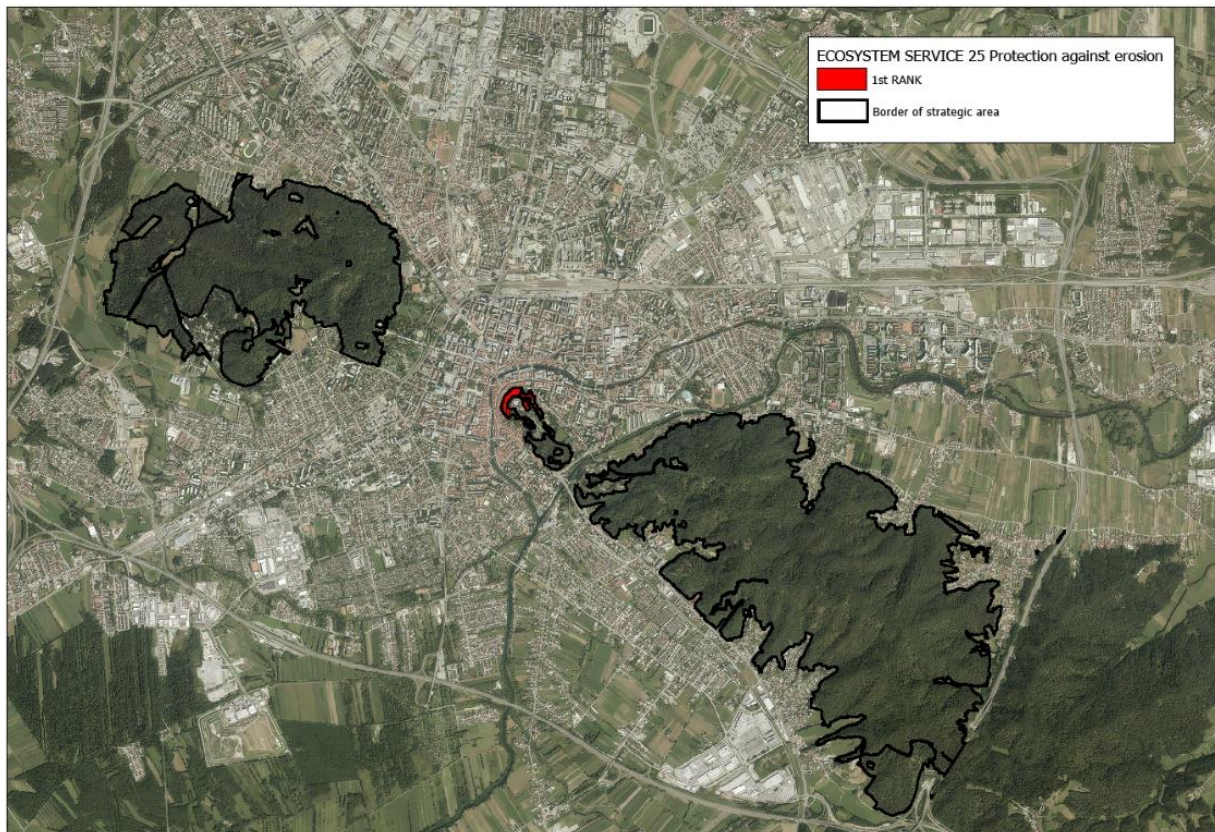 ECOSYSTEM SERVICE 25 Protection against erosion
1st RANK
Border of strategic area